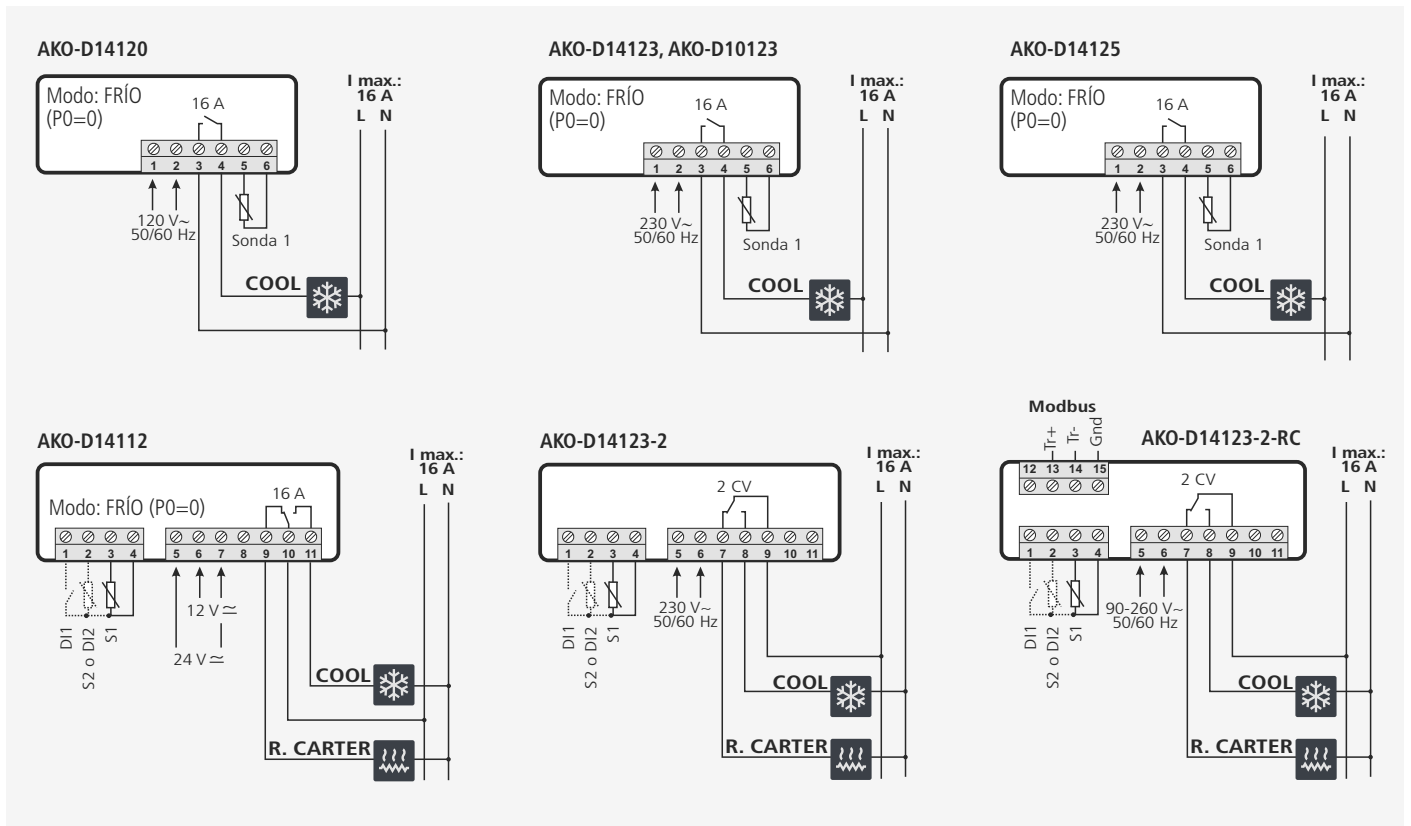 AKO-D14120
I max.:
16 A
L N
Modo: FRÍO
(P0=0)
16 A
1 2 3 4 5 6
120 V~
50/60 Hz
Sonda 1
COOL
AKO-D14123, AKO-D10123
I max.:
16 A
L N
Modo: FRÍO
(P0=0)
16 A
1 2 3 4 5 6
230 V~
50/60 Hz
Sonda 1
COOL
AKO-D14125
I max.:
16 A
L N
Modo: FRÍO
(P0=0)
16 A
1 2 3 4 5 6
230 V~
50/60 Hz
Sonda 1
COOL
AKO-D14112
I max.:
16 A
L N
Modo: FRÍO (P0=0)
16 A
1 2 3 4 5 6 7 8 9 10 11
DI1
S2 o DI2
S1
12 V ≂
24 V ≂
COOL
R. CARTER
AKO-D14123-2
I max.:
16 A
L N
2 CV
1 2 3 4 5 6 7 8 9 10 11
DI1
S2 o DI2
S1
230 V~
50/60 Hz
COOL
R. CARTER
Modbus
Tr+
Tr-
Gnd
AKO-D14123-2-RC
I max.:
16 A
L N
12 13 14 15
2 CV
1 2 3 4 5 6 7 8 9 10 11
DI1
S2 o DI2
S1
90-260 V~
50/60 Hz
COOL
R. CARTER